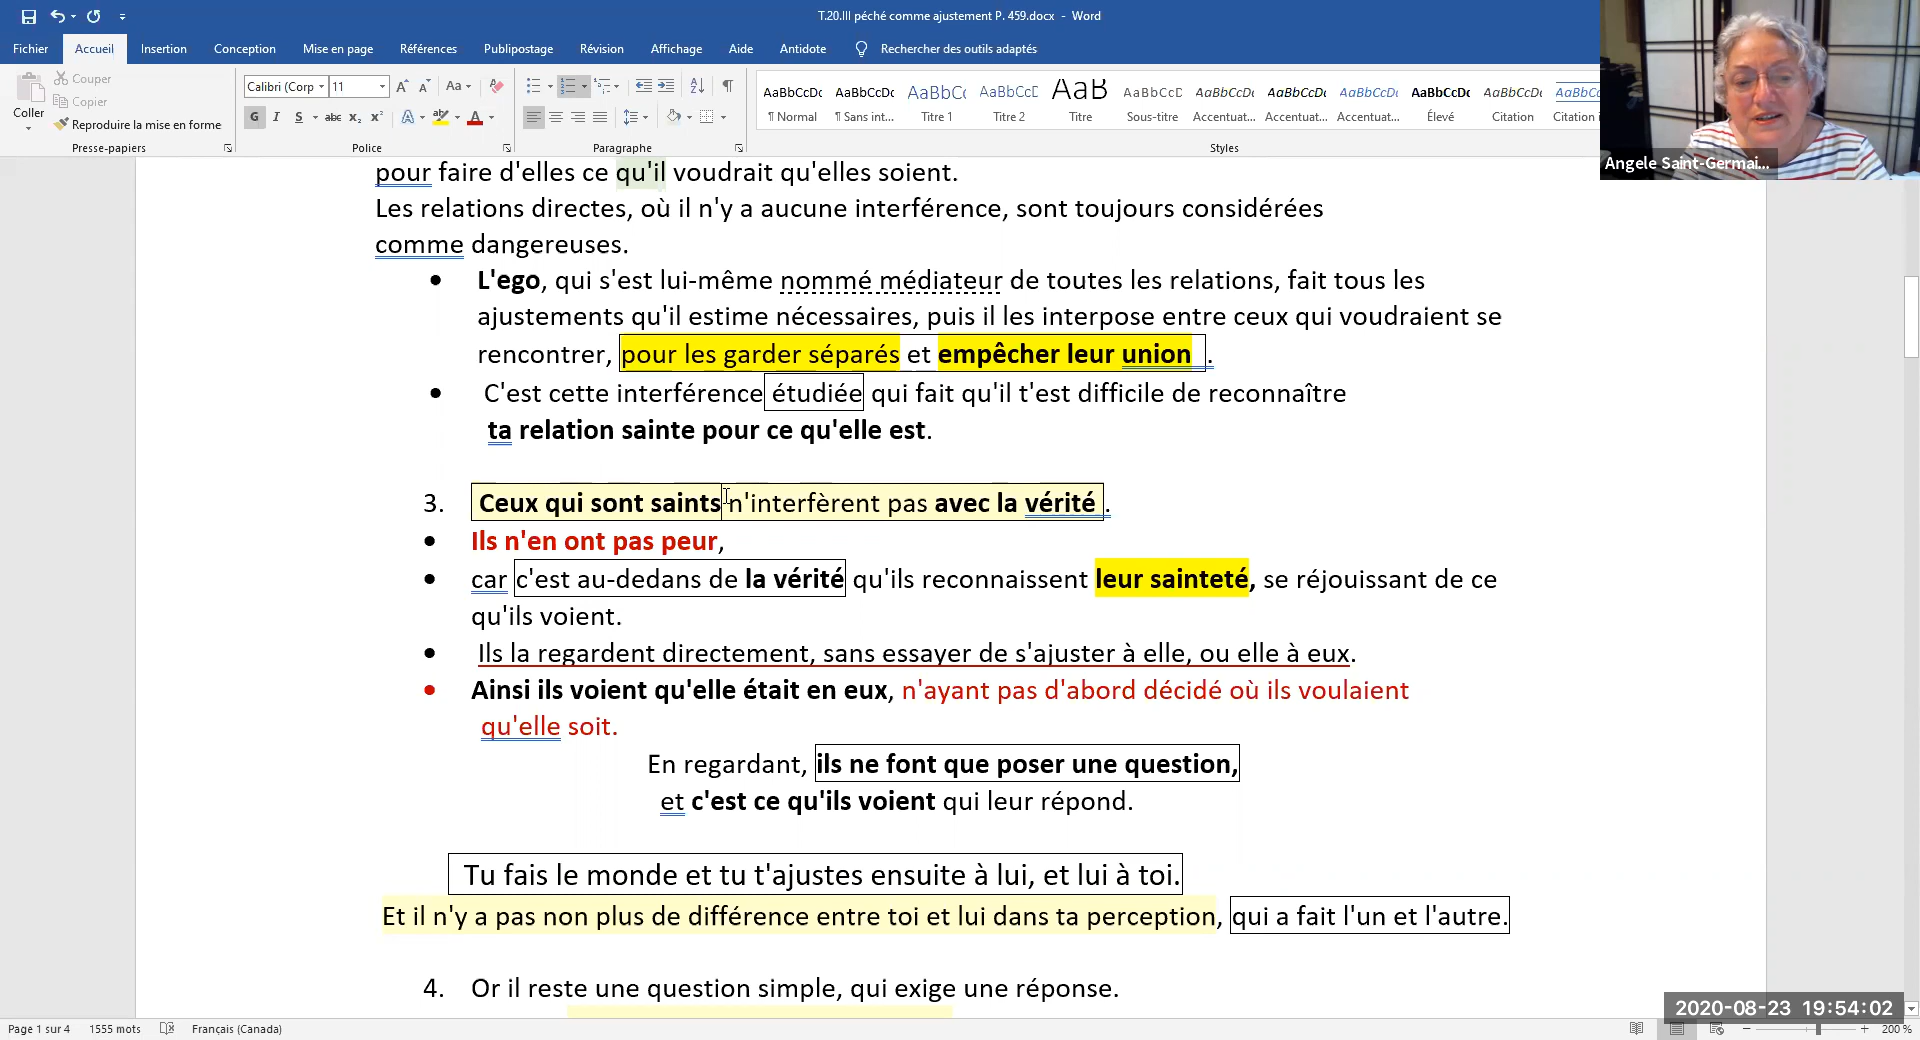 T.20.III péché comme ajustement P. 459.docx - Word
Fichier Accueil Insertion Conception Mise en page Références Publipostage Révision Affichage Aide Antidote Rechercher des outils adaptés
Couper
Copier
Coller
Reproduire la mise en forme
Calibri (Corp 11
AaBbCcDc AaBbCcDc AaBbC( AaBbCcD AaB AaBbCcD AaBbCcDc AaBbCcDc AaBbCcDc AaBbCcDc AaBbCcDc AaBbCc
¶ Normal ¶ Sans int... Titre 1 Titre 2 Titre Sous-titre Accentuat... Accentuat... Accentuat... Élevé Citation Citation i
Presse-papiers Police Paragraphe Styles
Angele Saint-Germai...
pour faire d'elles ce qu'il voudrait qu'elles soient.
Les relations directes, où il n'y a aucune interférence, sont toujours considérées
comme dangereuses.
• L'ego, qui s'est lui-même nommé médiateur de toutes les relations, fait tous les
ajustements qu'il estime nécessaires, puis il les interpose entre ceux qui voudraient se
rencontrer, pour les garder séparés et empêcher leur union .
• C'est cette interférence étudiée qui fait qu'il t'est difficile de reconnaître
ta relation sainte pour ce qu'elle est.
3. Ceux qui sont saints n'interfèrent pas avec la vérité .
• Ils n'en ont pas peur,
• car c'est au-dedans de la vérité qu'ils reconnaissent leur sainteté, se réjouissant de ce
qu'ils voient.
• Ils la regardent directement, sans essayer de s'ajuster à elle, ou elle à eux.
• Ainsi ils voient qu'elle était en eux, n'ayant pas d'abord décidé où ils voulaient
qu'elle soit.
En regardant, ils ne font que poser une question,
et c'est ce qu'ils voient qui leur répond.
Tu fais le monde et tu t'ajustes ensuite à lui, et lui à toi.
Et il n'y a pas non plus de différence entre toi et lui dans ta perception, qui a fait l'un et l'autre.
4. Or il reste une question simple, qui exige une réponse.
2020-08-23 19:54:02
Page 1 sur 4 1555 mots Français (Canada) 200 %